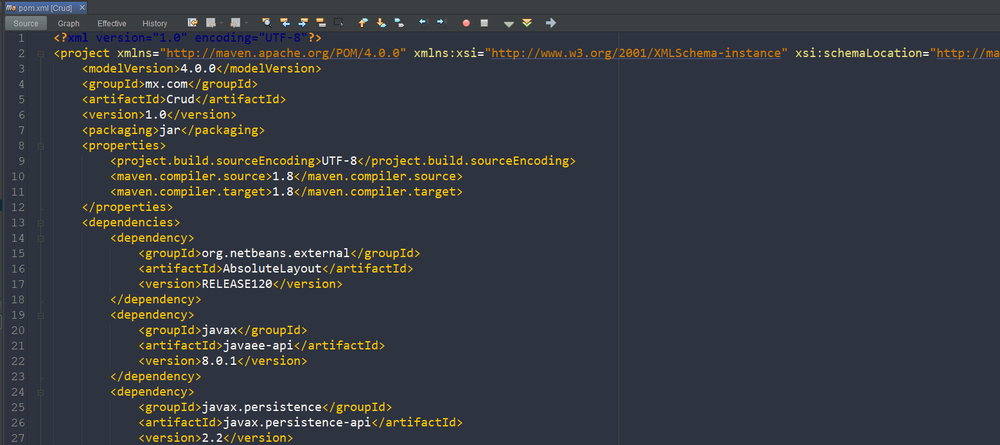 pom.xml [Crud]
Source Graph Effective History
1 <?xml version="1.0" encoding="UTF-8"?>
2 <project xmlns="http://maven.apache.org/POM/4.0.0" xmlns:xsi="http://www.w3.org/2001/XMLSchema-instance" xsi:schemaLocation="http://ma
3 <modelVersion>4.0.0</modelVersion>
4 <groupId>mx.com</groupId>
5 <artifactId>Crud</artifactId>
6 <version>1.0</version>
7 <packaging>jar</packaging>
8 <properties>
9 <project.build.sourceEncoding>UTF-8</project.build.sourceEncoding>
10 <maven.compiler.source>1.8</maven.compiler.source>
11 <maven.compiler.target>1.8</maven.compiler.target>
12 </properties>
13 <dependencies>
14 <dependency>
15 <groupId>org.netbeans.external</groupId>
16 <artifactId>AbsoluteLayout</artifactId>
17 <version>RELEASE120</version>
18 </dependency>
19 <dependency>
20 <groupId>javax</groupId>
21 <artifactId>javaee-api</artifactId>
22 <version>8.0.1</version>
23 </dependency>
24 <dependency>
25 <groupId>javax.persistence</groupId>
26 <artifactId>javax.persistence-api</artifactId>
27 <version>2.2</version>